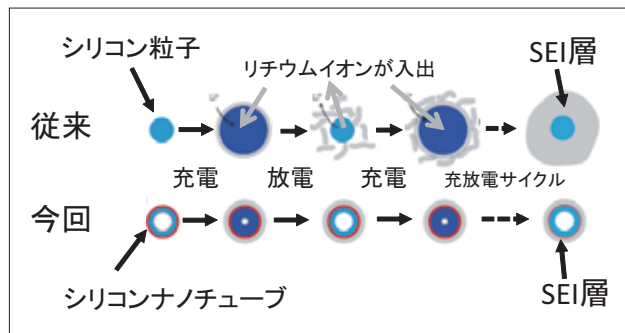 シリコン粒子
リチウムイオンが入出
SEI層
従来
充電
放電
充電
充放電サイクル
今回
シリコンナノチューブ
SEI層